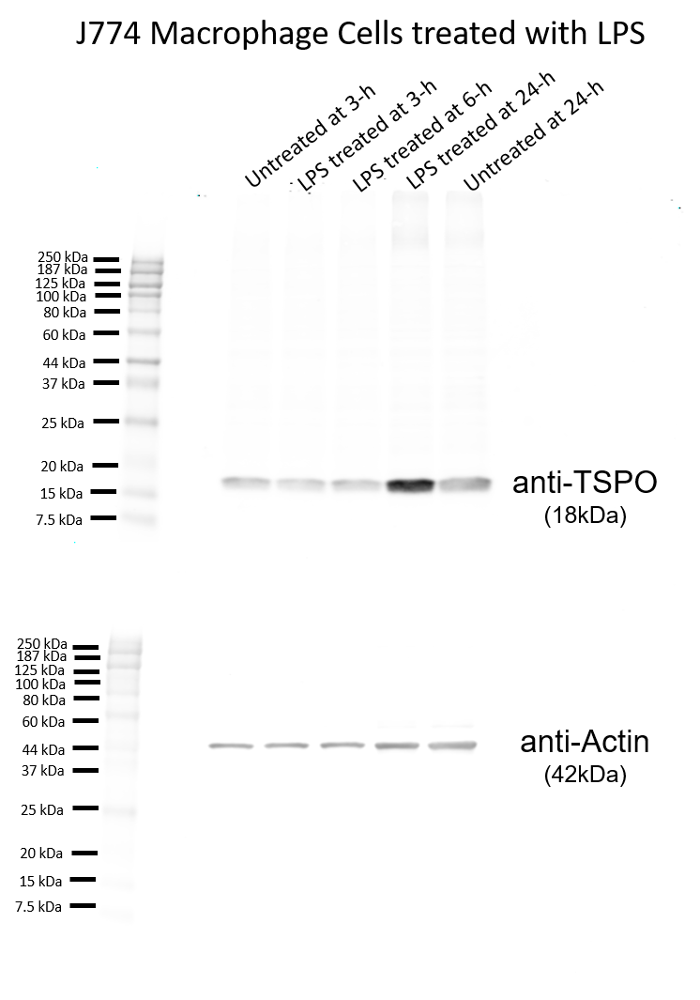 J774 Macrophage Cells treated with LPS
Untreated at 3-h
LPS treated at 3-h
LPS treated at 6-h
LPS treated at 24-h
Untreated at 24-h
250 kDa
187 kDa
125 kDa
100 kDa
80 kDa
60 kDa
44 kDa
37 kDa
25 kDa
20 kDa
15 kDa
7.5 kDa
anti-TSPO
(18kDa)
250 kDa
187 kDa
125 kDa
100 kDa
80 kDa
60 kDa
44 kDa
37 kDa
25 kDa
20 kDa
15 kDa
7.5 kDa
anti-Actin
(42kDa)